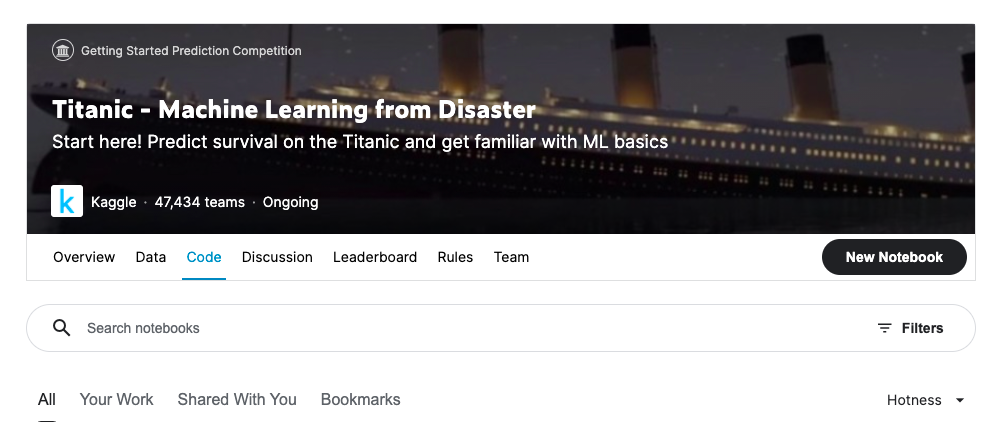 Getting Started Prediction Competition
Titanic - Machine Learning from Disaster
Start here! Predict survival on the Titanic and get familiar with ML basics
k Kaggle · 47,434 teams · Ongoing
Overview Data Code Discussion Leaderboard Rules Team New Notebook
Search notebooks Filters
All Your Work Shared With You Bookmarks Hotness